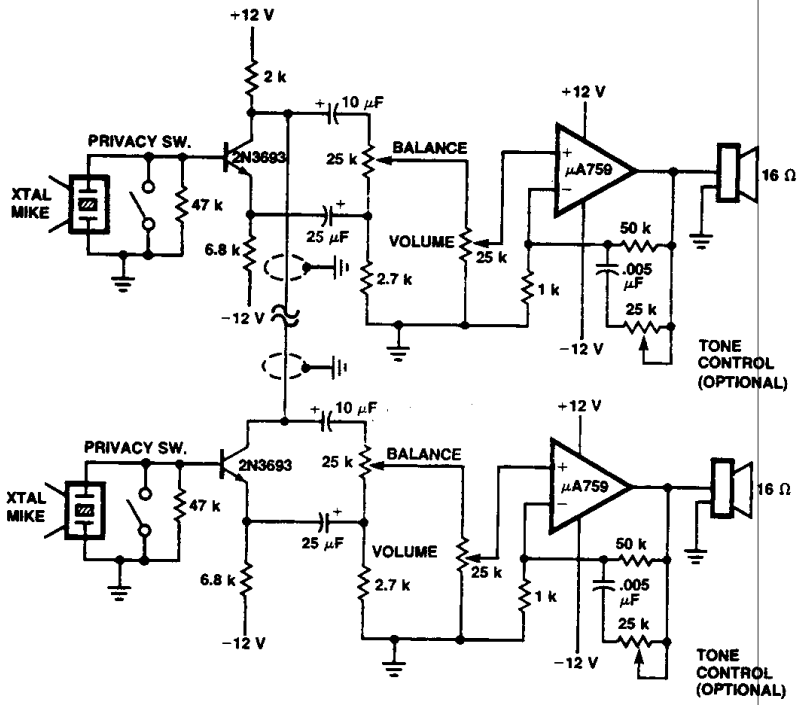 +12 V
2 k
10 µF
+
+12 V
PRIVACY SW.
2N3693
BALANCE
25 k
+
µA759
−
16 Ω
XTAL
MIKE
47 k
+
25 µF
6.8 k
VOLUME
25 k
50 k
.005
µF
2.7 k
1 k
25 k
−12 V
−12 V
TONE
CONTROL
(OPTIONAL)
+12 V
+
10 µF
PRIVACY SW.
2N3693
25 k
BALANCE
+
µA759
−
16 Ω
XTAL
MIKE
47 k
+
25 µF
VOLUME
25 k
50 k
6.8 k
2.7 k
1 k
.005
µF
25 k
−12 V
−12 V
TONE
CONTROL
(OPTIONAL)